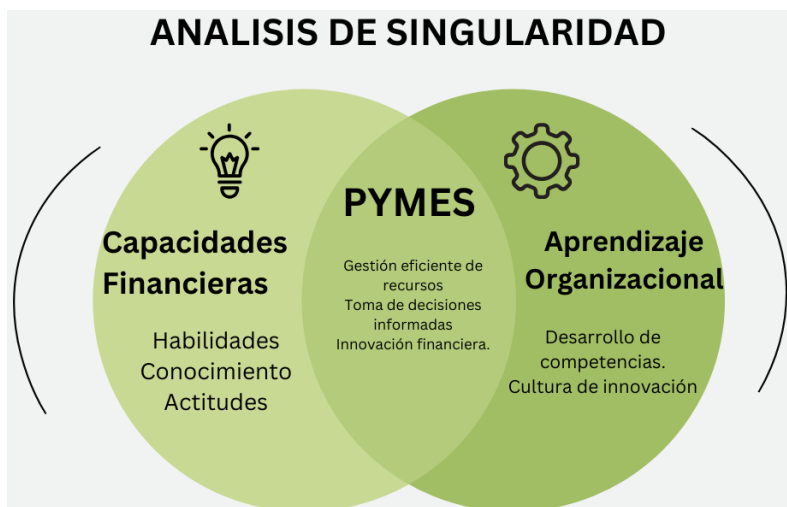 ANALISIS DE SINGULARIDAD
Capacidades
Financieras
Habilidades
Conocimiento
Actitudes
PYMES
Gestión eficiente de
recursos
Toma de decisiones
informadas
Innovación financiera.
Aprendizaje
Organizacional
Desarrollo de
competencias.
Cultura de innovación